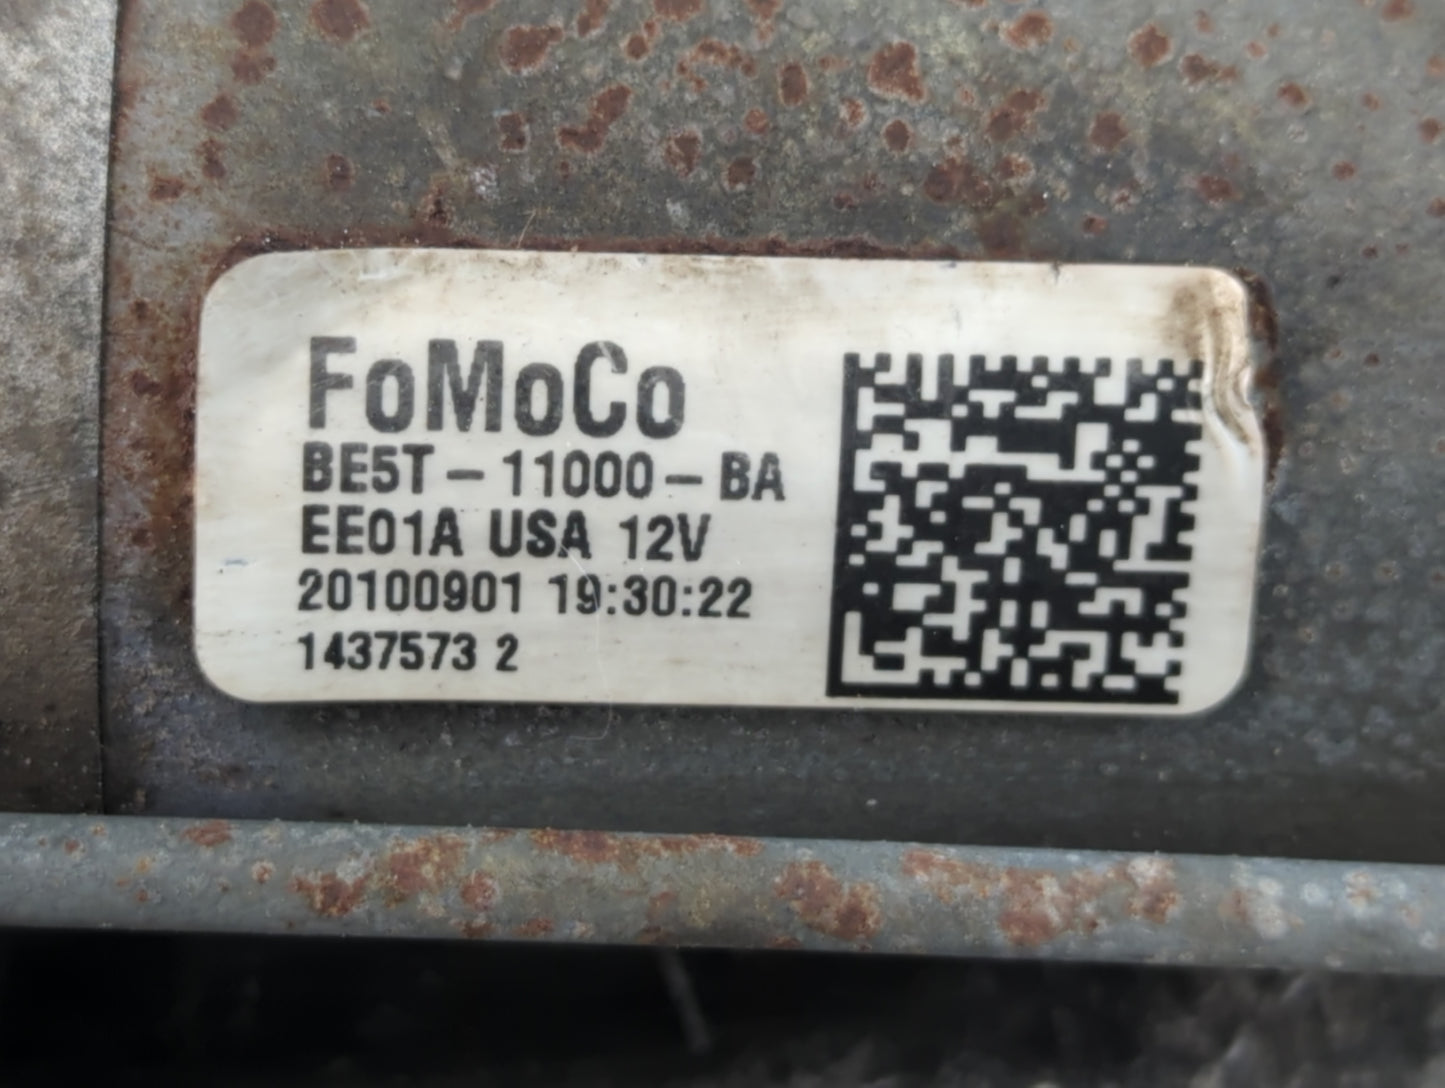 FoMoCo
BE5T-11000-BA
EE01A USA 12V
20100901 19:30:22
1437573 2